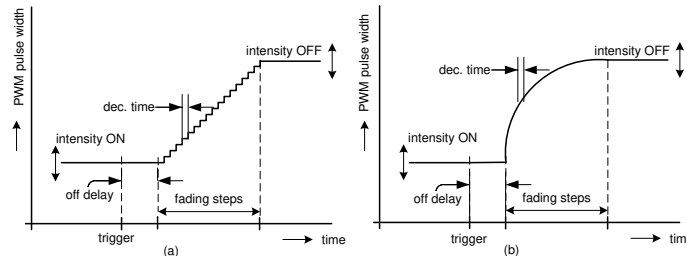 (a)
PWM pulse width
intensity OFF
dec. time
intensity ON
off delay
fading steps
trigger
time
(a)
(b)
PWM pulse width
intensity OFF
dec. time
intensity ON
off delay
fading steps
trigger
tim
(b)